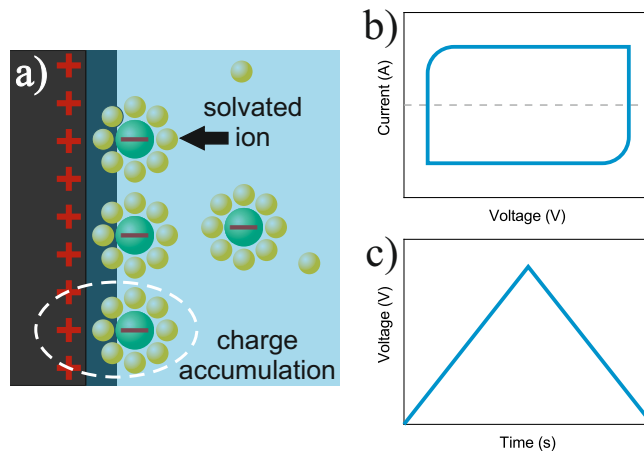 a)
solvated
ion
charge
accumulation
b)
Current (A)
Voltage (V)
c)
Voltage (V)
Time (s)